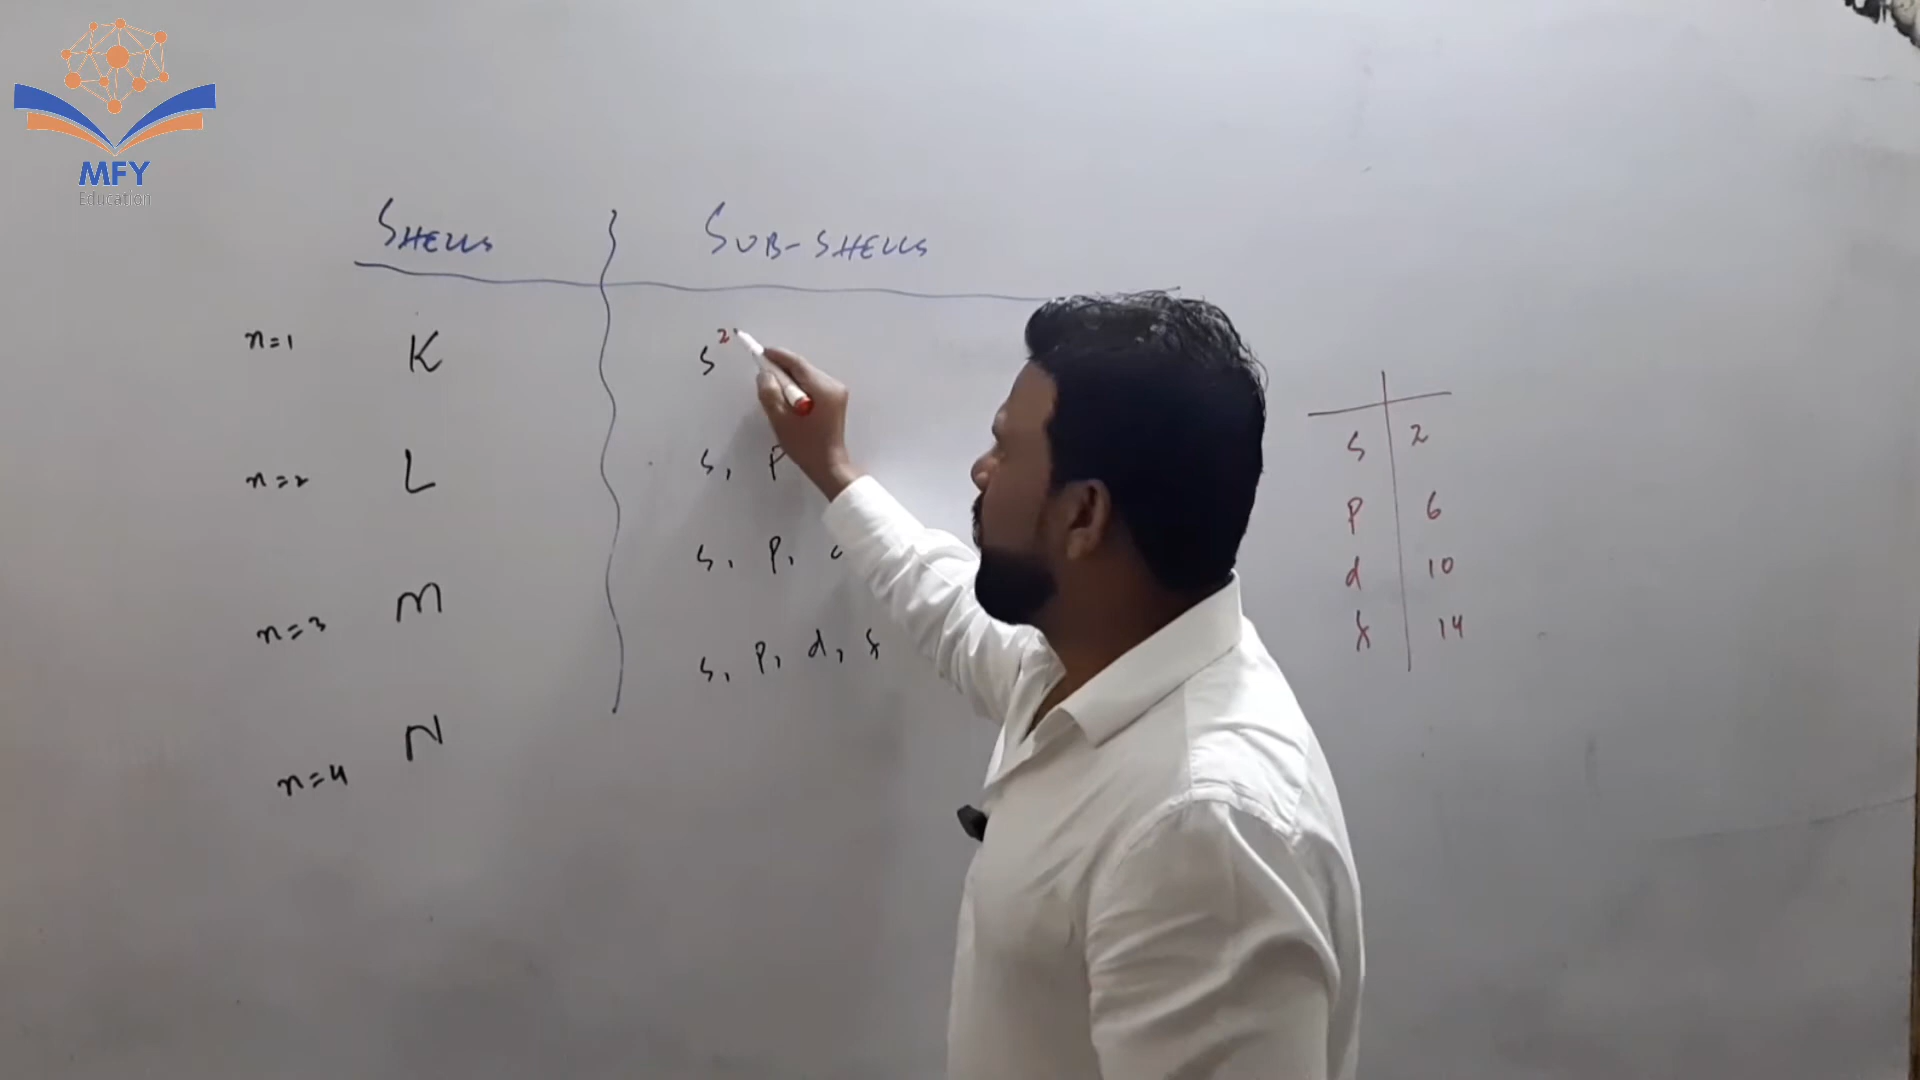 MFY
Education
SHELLS SUB-SHELLS
n=1 K s²
n=2 L s, p
n=3 M s, p,
n=4 N s, p, d, f
s 2
p 6
d 10
f 14